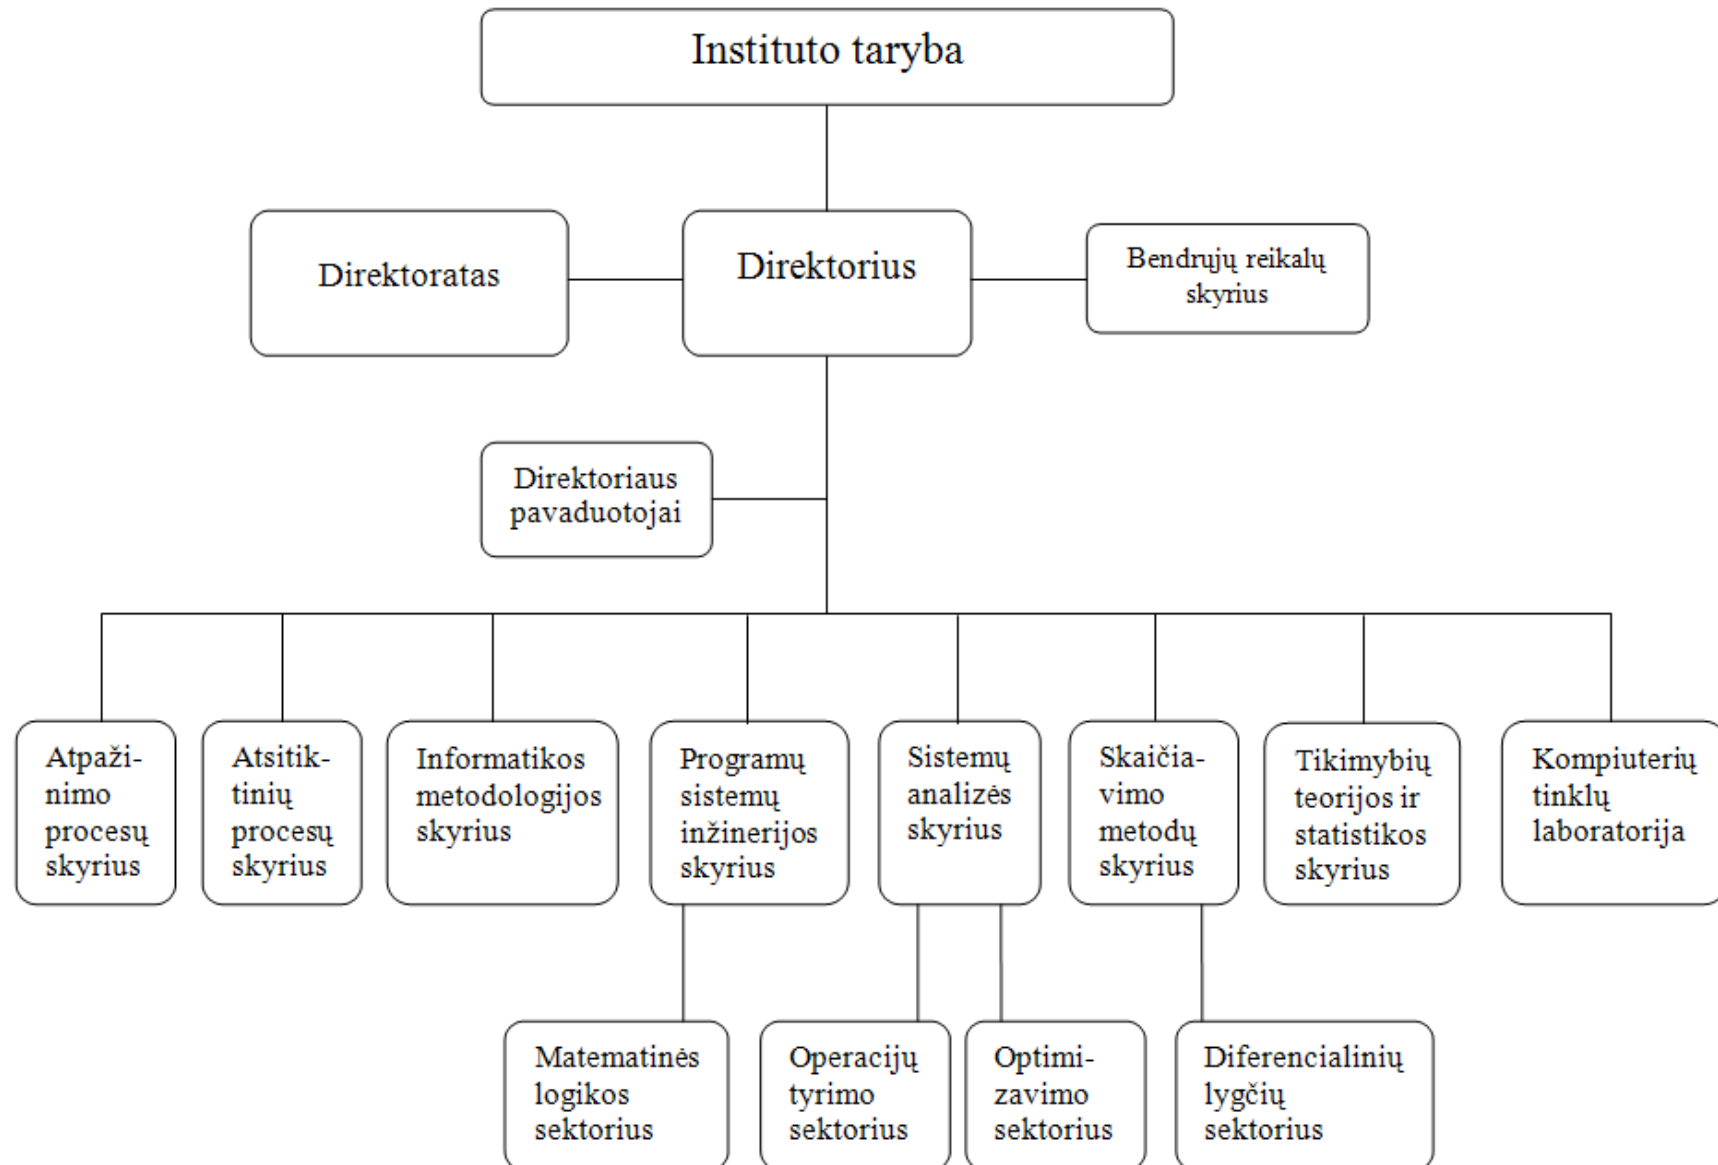 Instituto taryba
Direktoratas
Direktorius
Bendrujų reikalų
skyrius
Direktoriaus
pavaduotojai
Atpaži-
nimo
procesų
skyrius
Atsitik-
tinių
procesų
skyrius
Informatikos
metodologijos
skyrius
Programų
sistemų
inžinerijos
skyrius
Sistemų
analizės
skyrius
Skaičia-
vimo
metodų
skyrius
Tikimybių
teorijos ir
statistikos
skyrius
Kompiuterių
tinklų
laboratorija
Matematinės
logikos
sektorius
Operacijų
tyrimo
sektorius
Optimi-
zavimo
sektorius
Diferencialinių
lygčių
sektorius